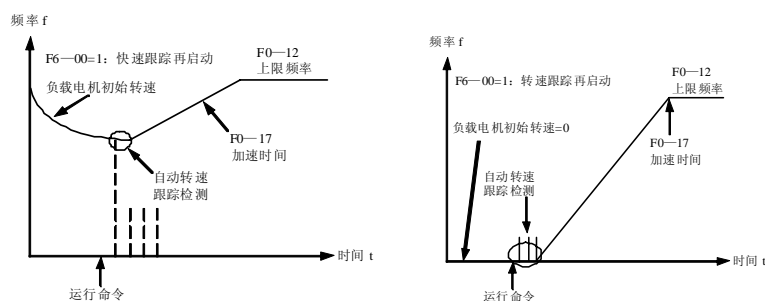 频率 f
F6—00=1：快速跟踪再启动
负载电机初始转速
F0—12
上限频率
F0—17
加速时间
自动转速
跟踪检测
时间 t
运行命令
频率 f
F6—00=1：转速跟踪再启动
F0—12
上限频率
负载电机初始转速=0
F0—17
加速时间
自动转速
跟踪检测
时间 t
运行命令